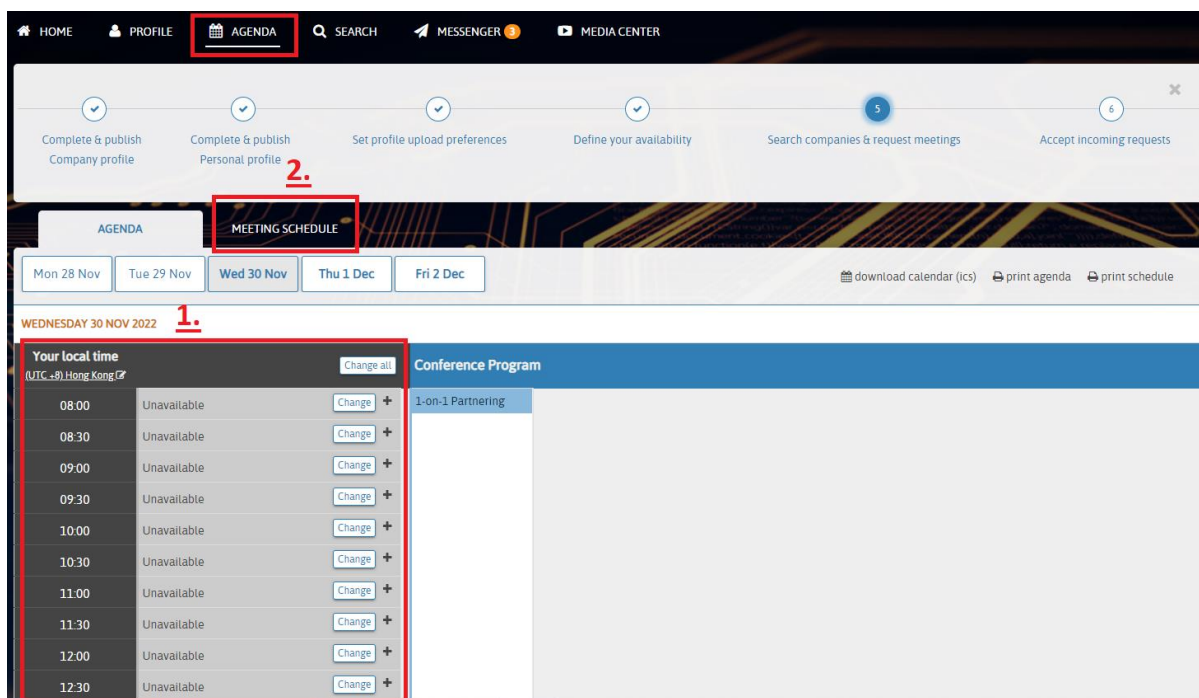 HOME PROFILE AGENDA SEARCH MESSENGER 3 MEDIA CENTER
5 6
Complete & publish Company profile
Complete & publish Personal profile
Set profile upload preferences
Define your availability
Search companies & request meetings
Accept incoming requests
2.
AGENDA MEETING SCHEDULE
Mon 28 Nov Tue 29 Nov Wed 30 Nov Thu 1 Dec Fri 2 Dec download calendar (ics) print agenda print schedule
WEDNESDAY 30 NOV 2022 1.
Your local time
(UTC +8) Hong Kong
Change all
Conference Program
08:00 Unavailable Change + 1-on-1 Partnering
08:30 Unavailable Change +
09:00 Unavailable Change +
09:30 Unavailable Change +
10:00 Unavailable Change +
10:30 Unavailable Change +
11:00 Unavailable Change +
11:30 Unavailable Change +
12:00 Unavailable Change +
12:30 Unavailable Change +